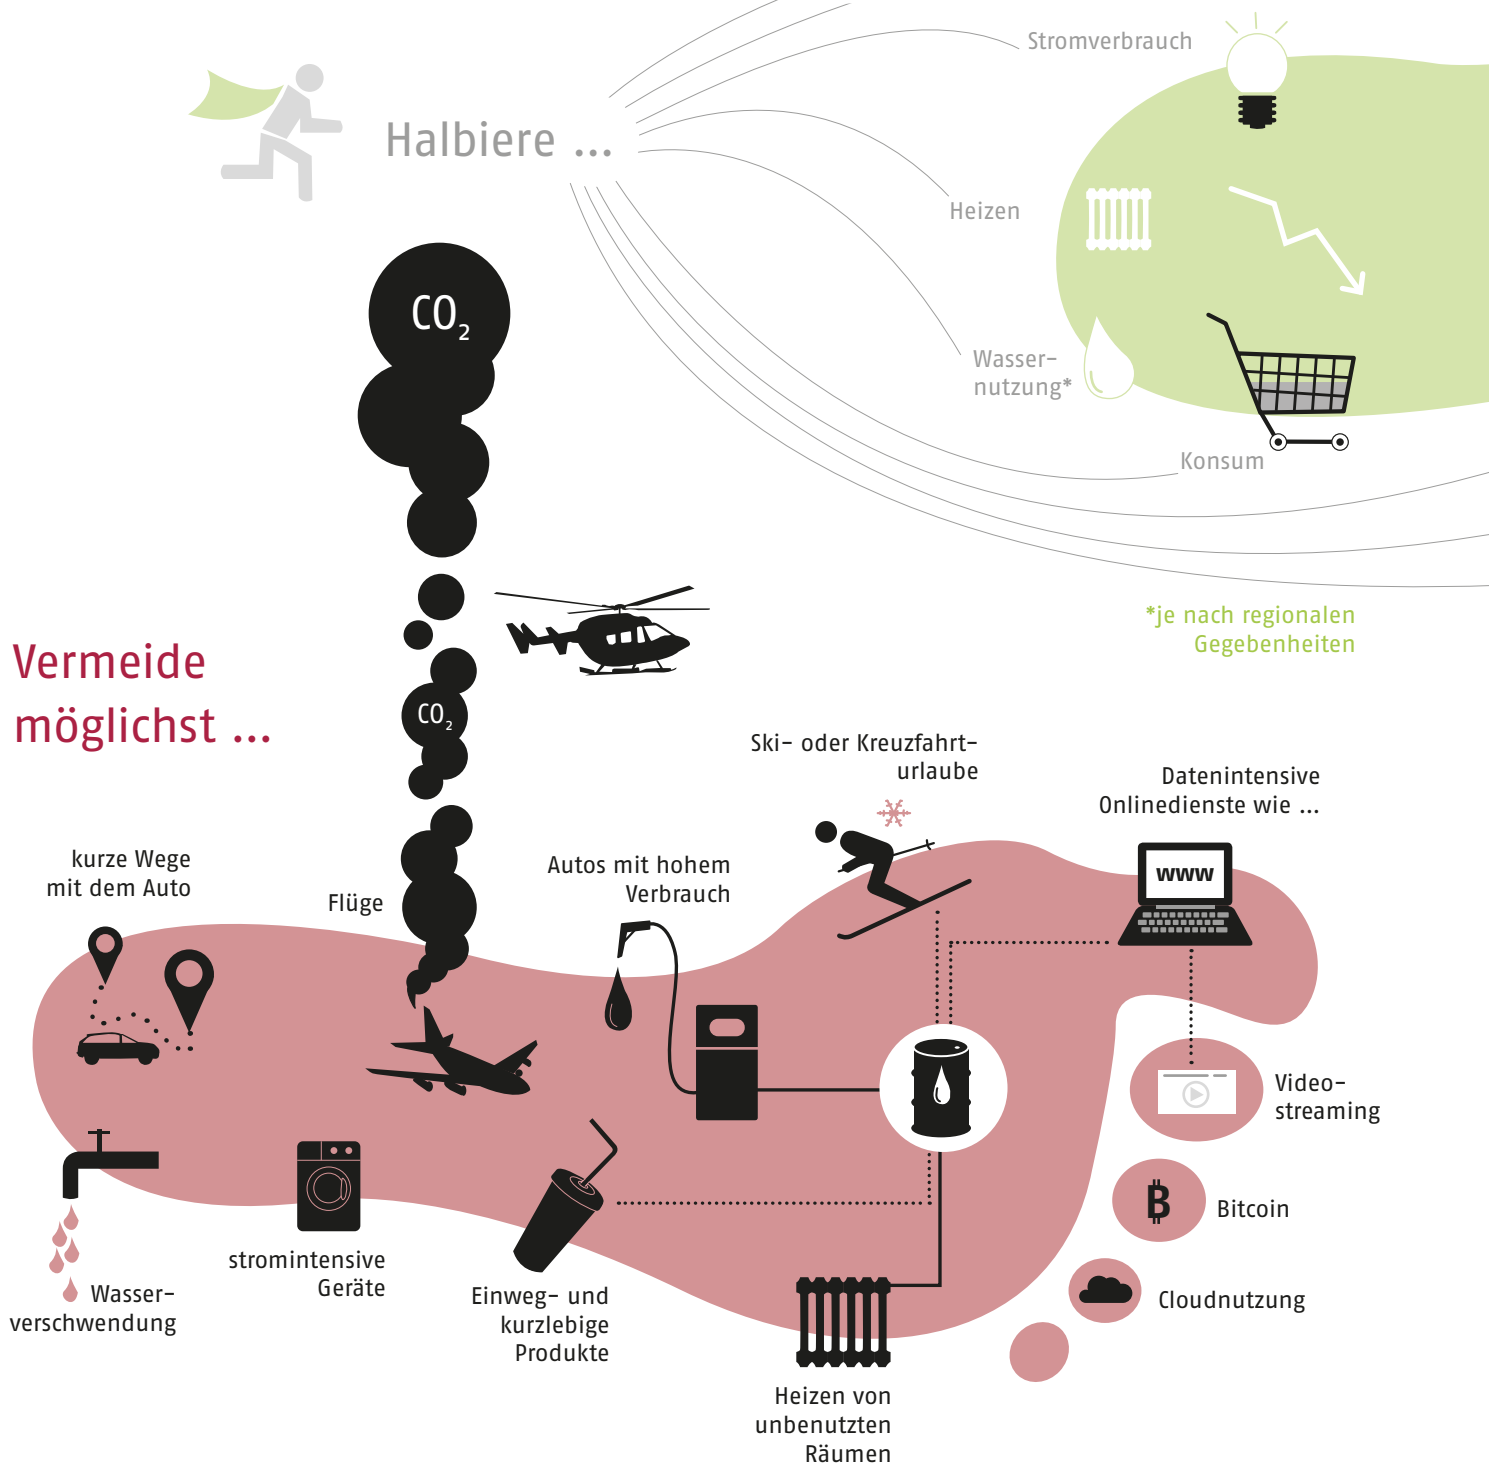 Stromverbrauch
Halbiere ...
Heizen
CO₂
Wasser-
nutzung*
Konsum
*je nach regionalen
Gegebenheiten
Vermeide
möglichst ...
CO₂
Ski- oder Kreuzfahrt-
urlaube
Datenintensive
Onlinedienste wie ...
kurze Wege
mit dem Auto
Flüge
Autos mit hohem
Verbrauch
www
Video-
streaming
Bitcoin
stromintensive
Geräte
Wasser-
verschwendung
Einweg- und
kurzlebige
Produkte
Cloudnutzung
Heizen von
unbenutzten
Räumen